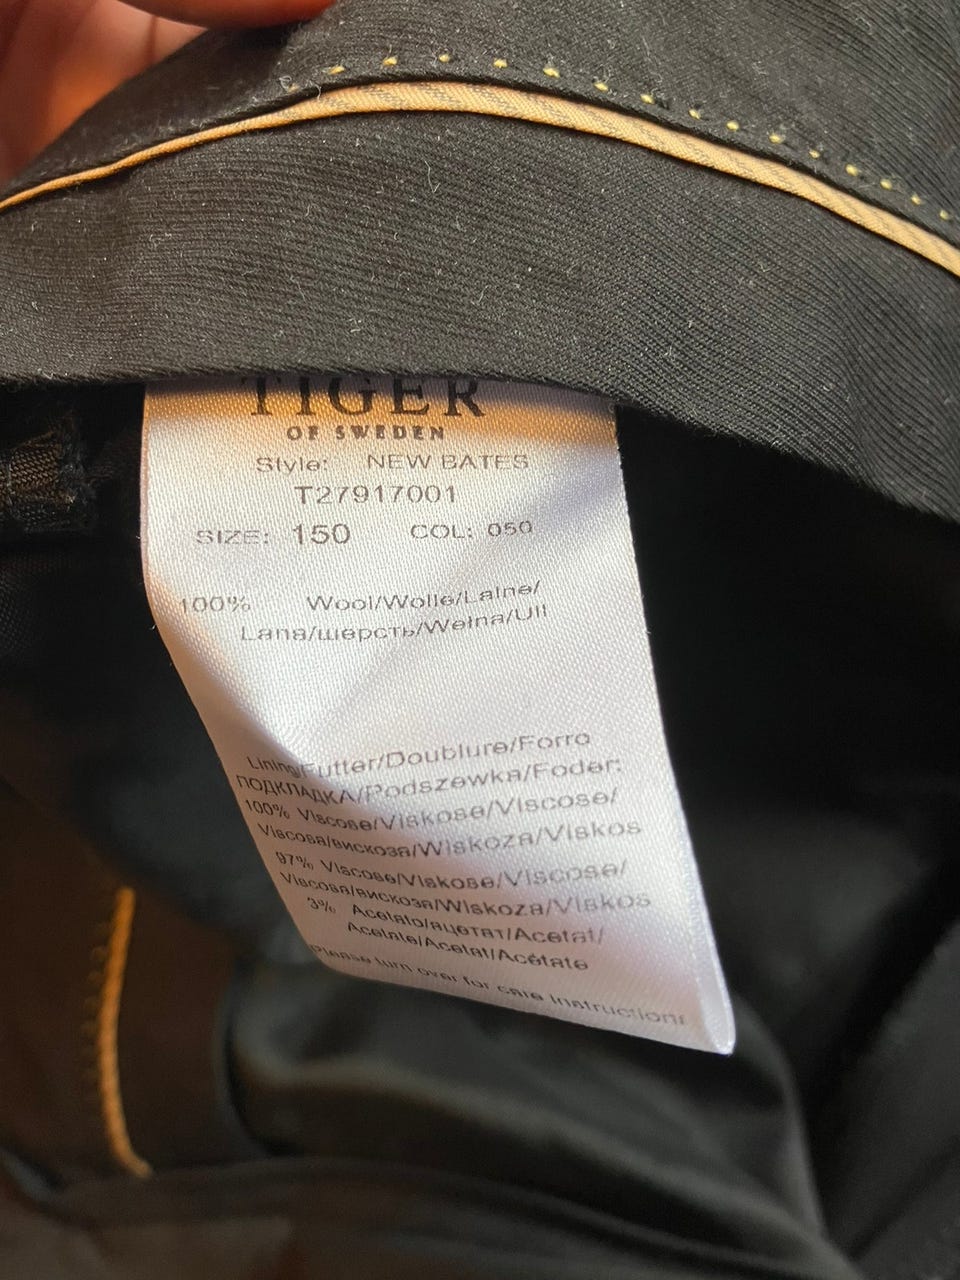 TIGER
OF SWEDEN
Style: NEW BATES
T27917001
SIZE: 150 COL: 050
100% Wool/Wolle/Laine/
Lana/шерсть/Wełna/Ull
Lining/Futter/Doublure/Forro
ПОДКЛАДКА/Podszewka/Foder:
100% Viscose/Viskose/Viscose/
Viscosa/вискоза/Wiskoza/Viskos
97% Viscose/Viskose/Viscose/
Viscosa/вискоза/Wiskoza/Viskos
3% Acetato/ацетат/Acetat/
Acetate/Acetat/Acétate
Please turn over for care instructions